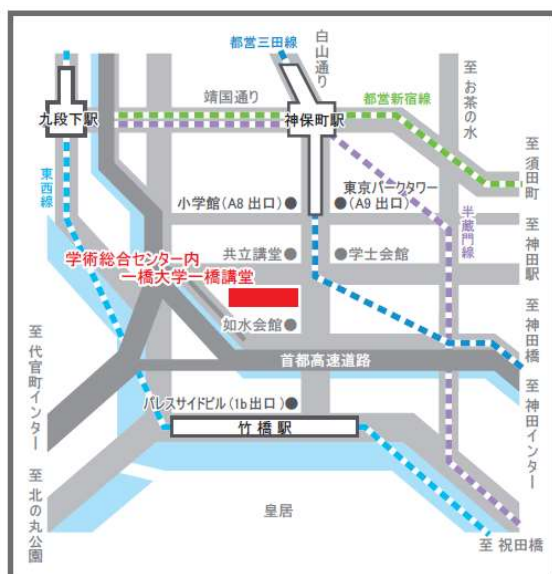 都営三田線
白山通り
至 お茶の水
靖国通り
都営新宿線
九段下駅
神保町駅
至 須田町
東西線
小学館（A8 出口）●
東京パークタワー
●（A9 出口）
半蔵門線
至 神田駅
共立講堂●
●学士会館
学術総合センター内
一橋大学一橋講堂
如水会館●
至 代官町インター
首都高速道路
至 神田橋
至 神田インター
パレスサイドビル（1b 出口）●
竹橋駅
至 北の丸公園
皇居
至 祝田橋